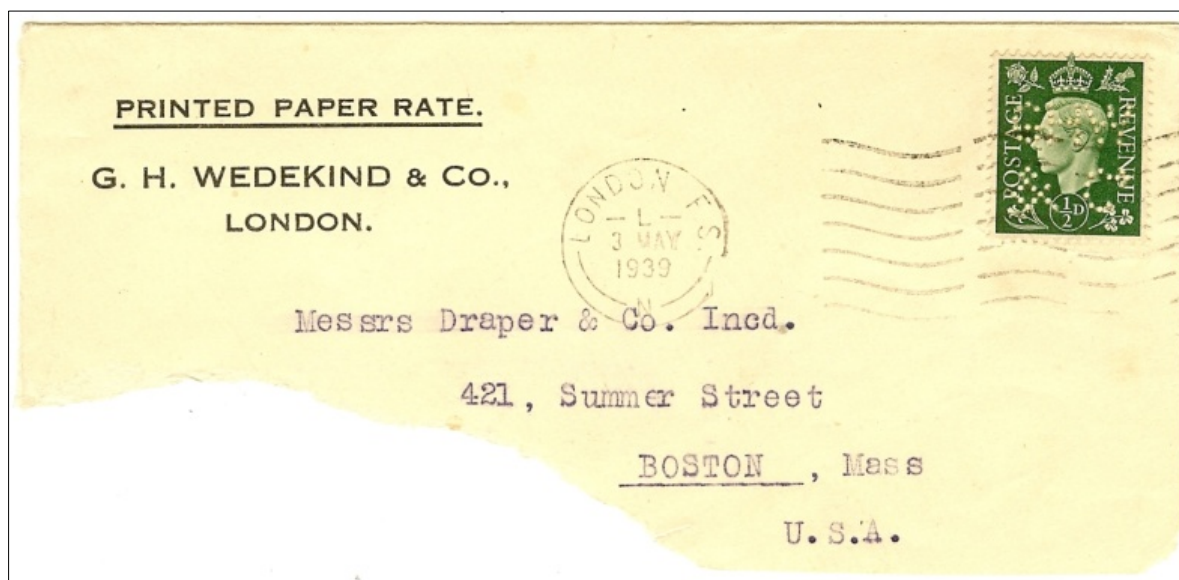 PRINTED PAPER RATE.
G. H. WEDEKIND & Co.,
LONDON.
LONDON F.S.
L
3 MAY
1939
N
POSTAGE
REVENUE
½D
Messrs Draper & Co. Incd.
421, Summer Street
BOSTON , Mass
U.S.A.